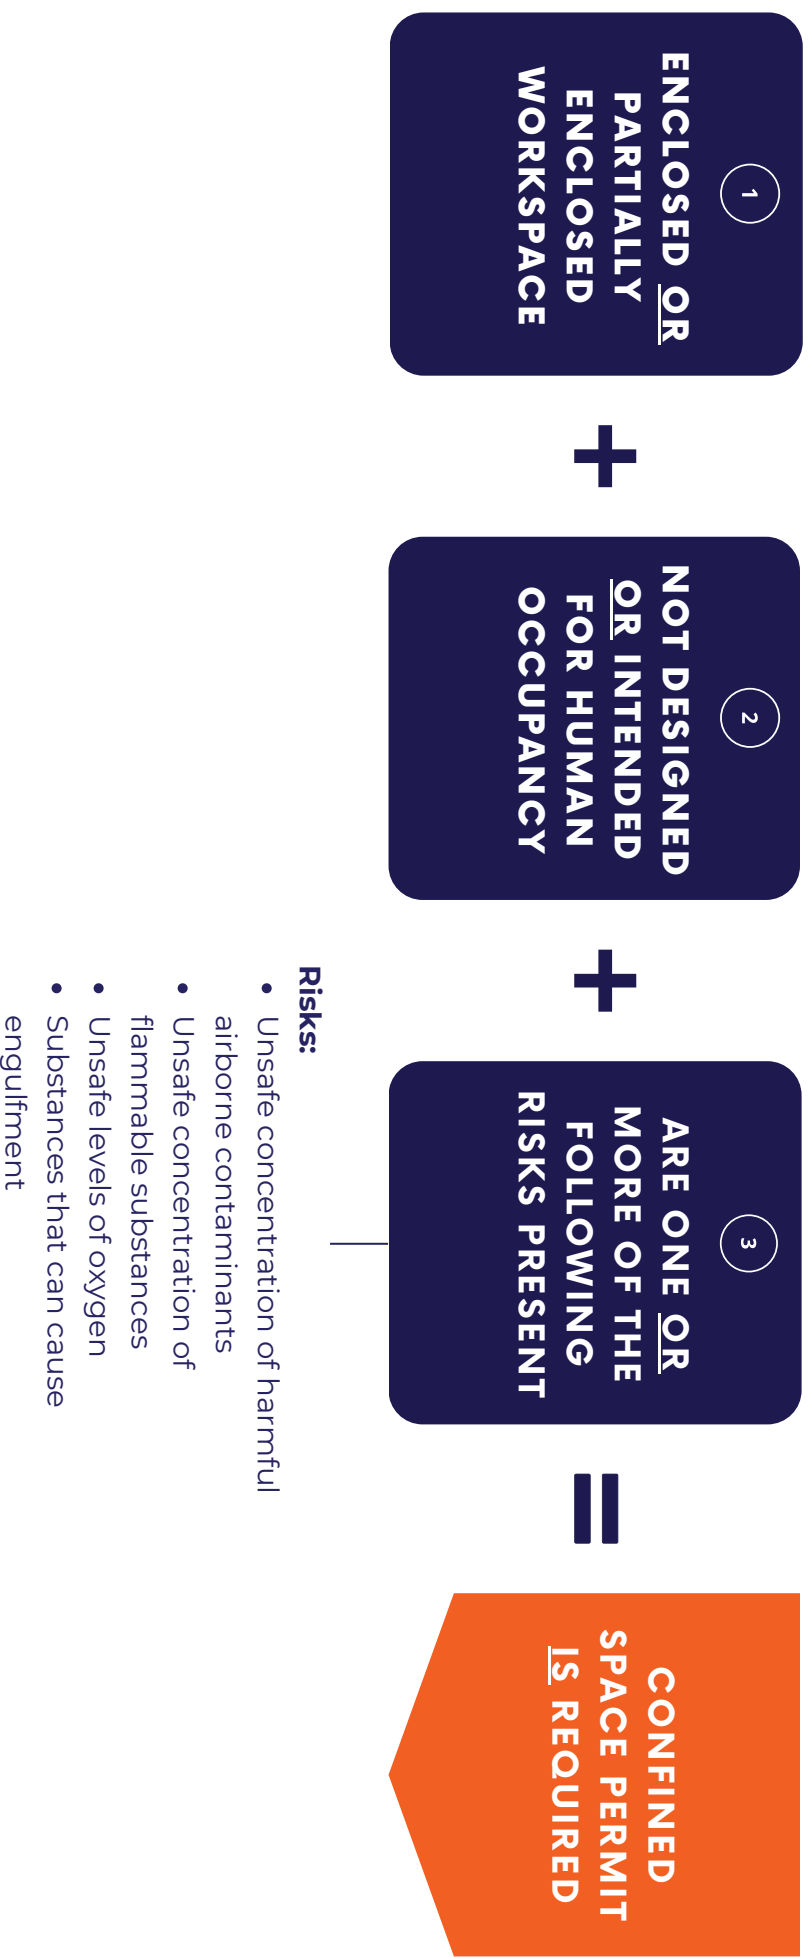 1
ENCLOSED OR
PARTIALLY
ENCLOSED
WORKSPACE
+
2
NOT DESIGNED
OR INTENDED
FOR HUMAN
OCCUPANCY
+
3
ARE ONE OR
MORE OF THE
FOLLOWING
RISKS PRESENT
=
CONFINED
SPACE PERMIT
IS REQUIRED
Risks:
• Unsafe concentration of harmful
airborne contaminants
• Unsafe concentration of
flammable substances
• Unsafe levels of oxygen
• Substances that can cause
engulfment